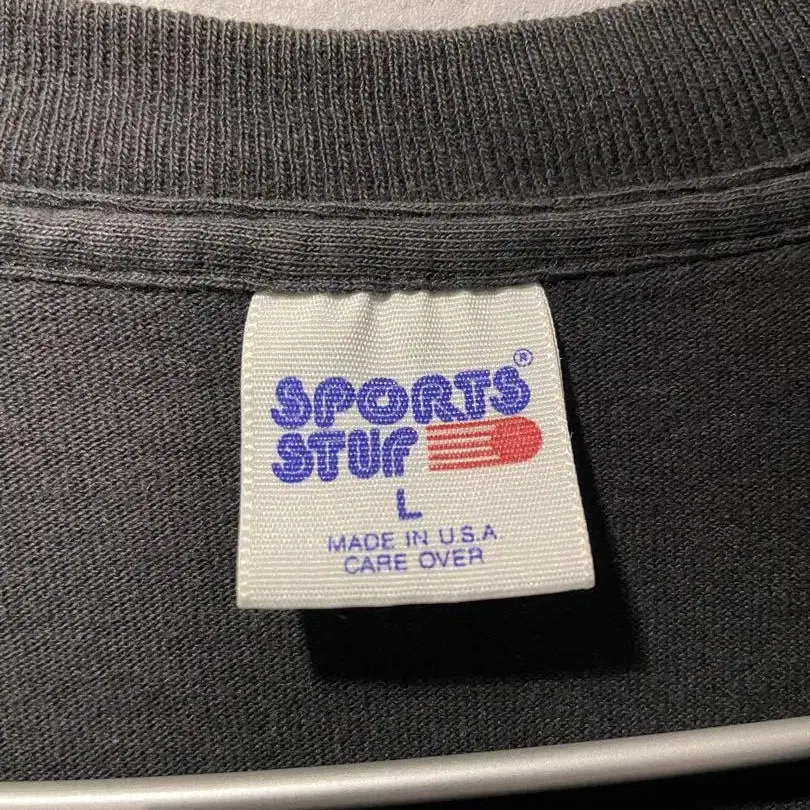 SPORTS®
STUF
L
MADE IN U.S.A
CARE OVER